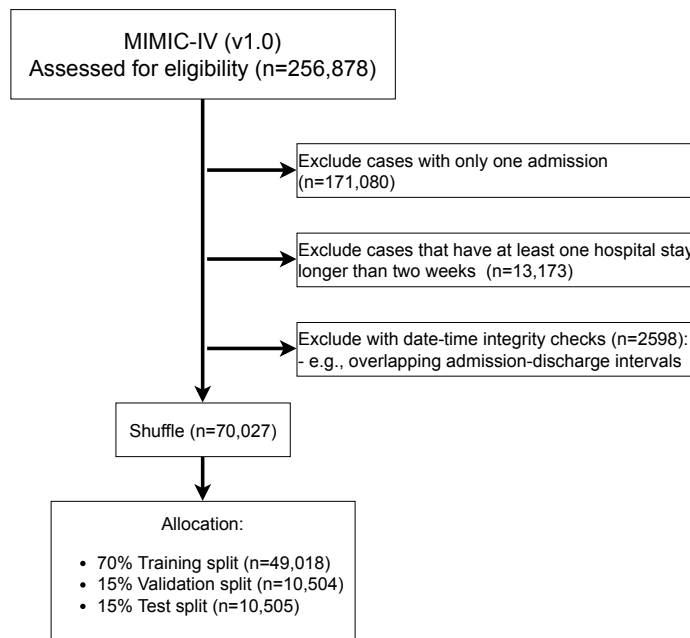 MIMIC-IV (v1.0)
Assessed for eligibility (n=256,878)
Exclude cases with only one admission
(n=171,080)
Exclude cases that have at least one hospital stay
longer than two weeks (n=13,173)
Exclude with date-time integrity checks (n=2598):
- e.g., overlapping admission-discharge intervals
Shuffle (n=70,027)
Allocation:
• 70% Training split (n=49,018)
• 15% Validation split (n=10,504)
• 15% Test split (n=10,505)